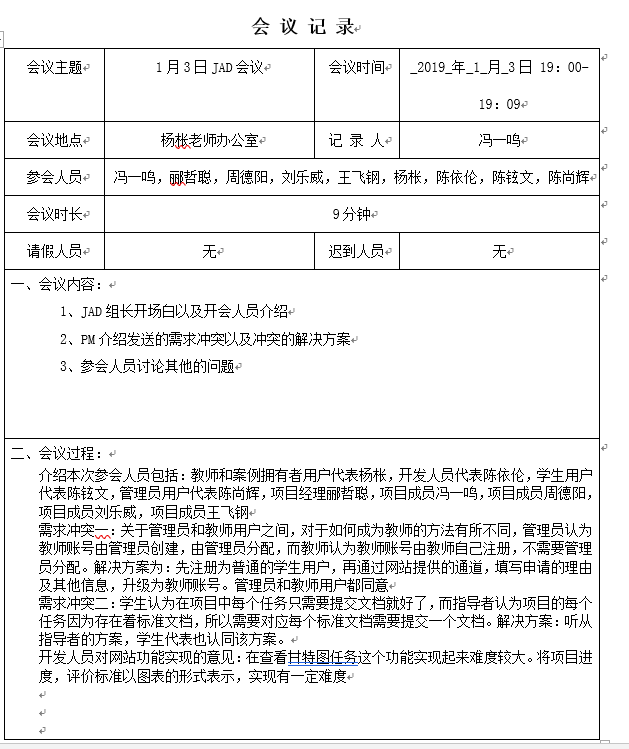 会 议 记 录
会议主题 1月3日JAD会议 会议时间 _2019_年_1_月_3日 19：00-
19：09
会议地点 杨枨老师办公室 记 录 人 冯一鸣
参会人员 冯一鸣，郦哲聪，周德阳，刘乐威，王飞钢，杨枨，陈依伦，陈铉文，陈尚辉
会议时长 9分钟
请假人员 无 迟到人员 无
一、会议内容：
1、JAD组长开场白以及开会人员介绍
2、PM介绍发送的需求冲突以及冲突的解决方案
3、参会人员讨论其他的问题
二、会议过程：
介绍本次参会人员包括：教师和案例拥有者用户代表杨枨，开发人员代表陈依伦，学生用户
代表陈铉文，管理员用户代表陈尚辉，项目经理郦哲聪，项目成员冯一鸣，项目成员周德阳，
项目成员刘乐威，项目成员王飞钢
需求冲突一：关于管理员和教师用户之间，对于如何成为教师的方法有所不同，管理员认为
教师账号由管理员创建，由管理员分配，而教师认为教师账号由教师自己注册，不需要管理
员分配。解决方案为：先注册为普通的学生用户，再通过网站提供的通道，填写申请的理由
及其他信息，升级为教师账号。管理员和教师用户都同意
需求冲突二：学生认为在项目中每个任务只需要提交文档就好了，而指导者认为项目的每个
任务因为存在着标准文档，所以需要对应每个标准文档需要提交一个文档。解决方案：听从
指导者的方案，学生代表也认同该方案。
开发人员对网站功能实现的意见：在查看甘特图任务这个功能实现起来难度较大。将项目进
度，评价标准以图表的形式表示，实现有一定难度